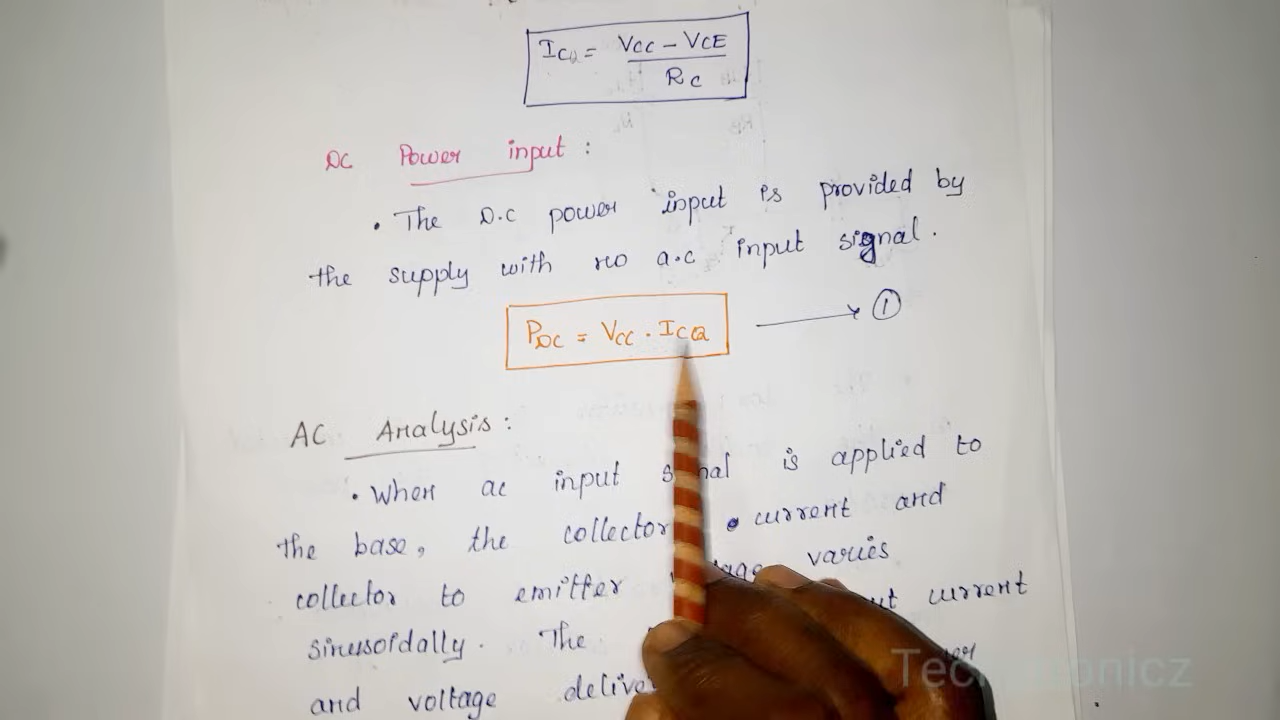 ICQ = VCC - VCE
RC
DC Power input :
• The D.C power input is provided by
the supply with no a.c input signal.
PDC = VCC . ICQ → 1
AC Analysis :
• When ac input is applied to
the base, the collector current and
collector to emitter varies
sinusoidally. The current
and voltage